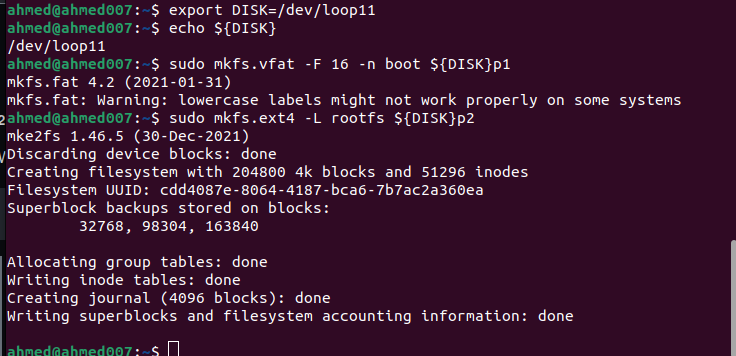 ahmed@ahmed007:~$ export DISK=/dev/loop11
ahmed@ahmed007:~$ echo ${DISK}
/dev/loop11
ahmed@ahmed007:~$ sudo mkfs.vfat -F 16 -n boot ${DISK}p1
mkfs.fat 4.2 (2021-01-31)
mkfs.fat: Warning: lowercase labels might not work properly on some systems
ahmed@ahmed007:~$ sudo mkfs.ext4 -L rootfs ${DISK}p2
mke2fs 1.46.5 (30-Dec-2021)
Discarding device blocks: done
Creating filesystem with 204800 4k blocks and 51296 inodes
Filesystem UUID: cdd4087e-8064-4187-bca6-7b7ac2a360ea
Superblock backups stored on blocks:
        32768, 98304, 163840

Allocating group tables: done
Writing inode tables: done
Creating journal (4096 blocks): done
Writing superblocks and filesystem accounting information: done

ahmed@ahmed007:~$